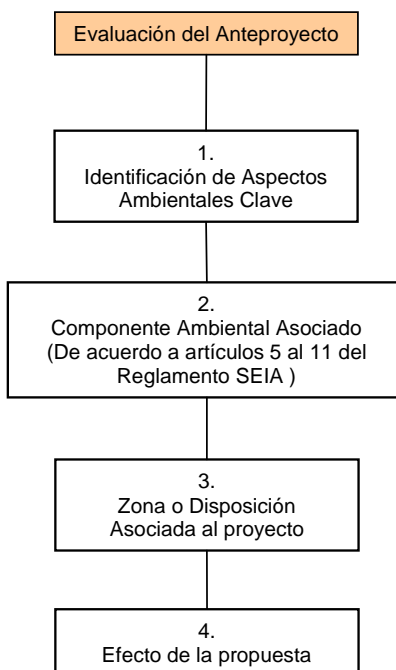 Evaluación del Anteproyecto
1.
Identificación de Aspectos
Ambientales Clave
2.
Componente Ambiental Asociado
(De acuerdo a artículos 5 al 11 del
Reglamento SEIA )
3.
Zona o Disposición
Asociada al proyecto
4.
Efecto de la propuesta